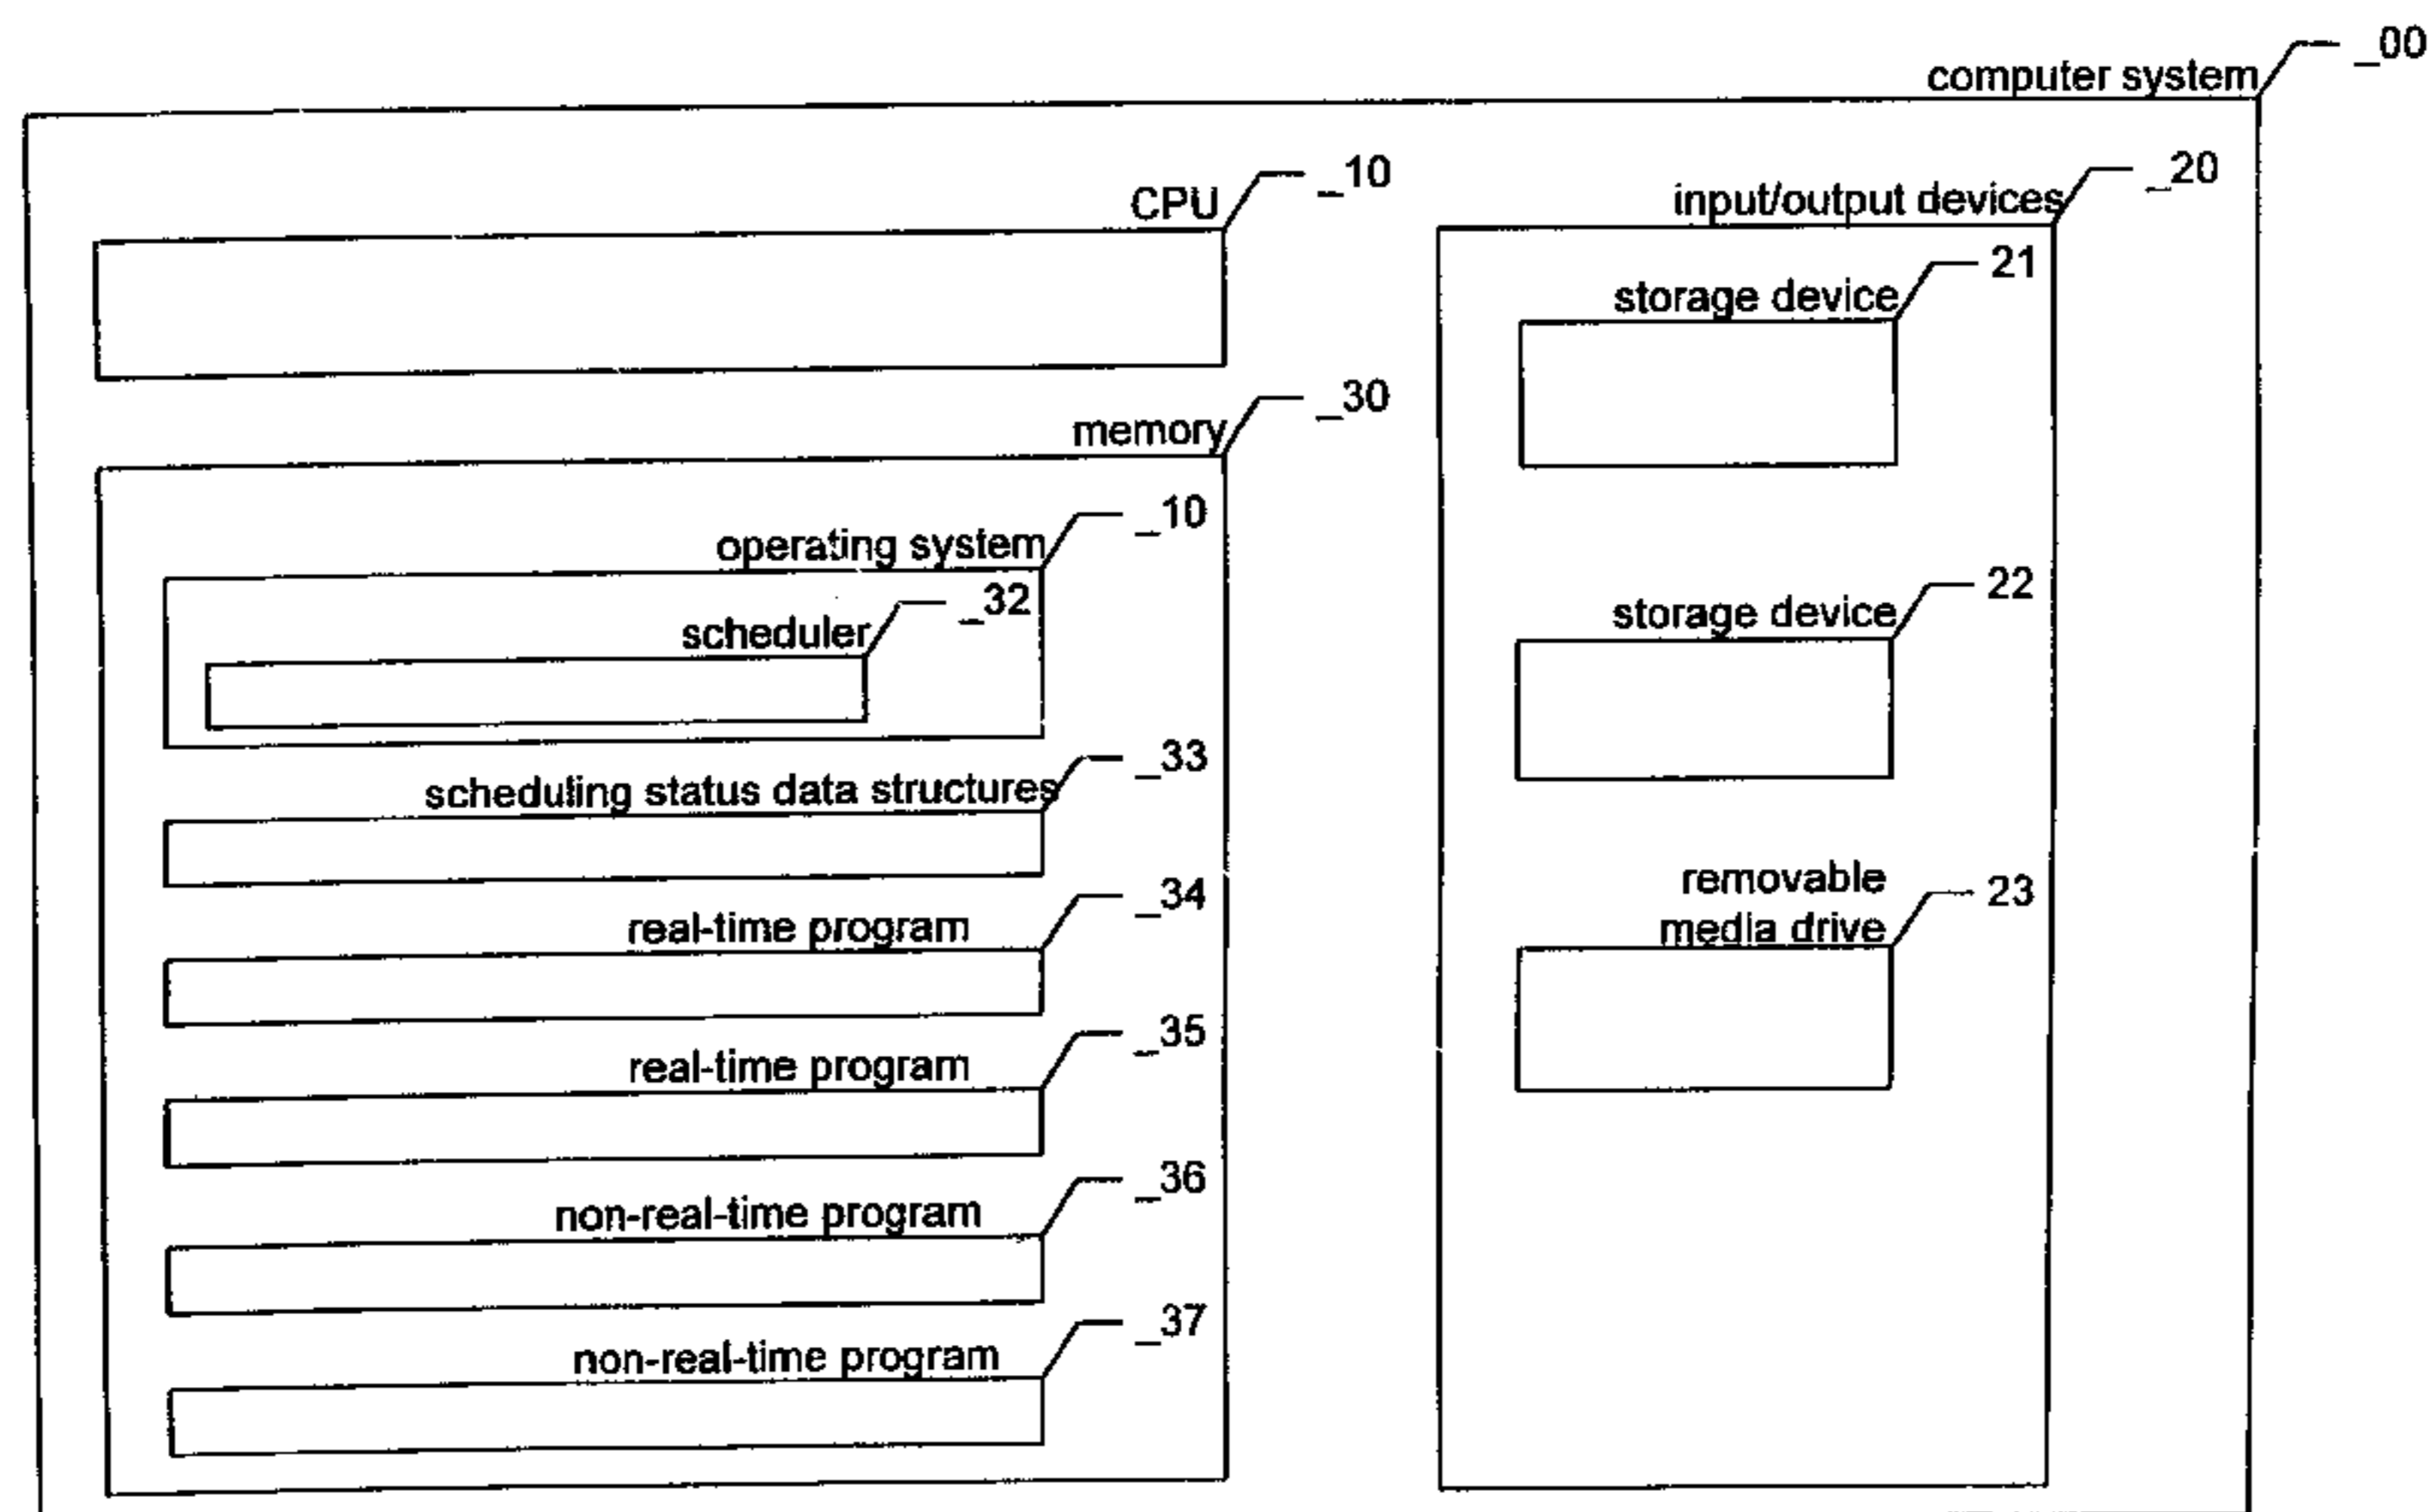 _00
computer system
_10
CPU
_30
memory
_10
operating system
_32
scheduler
_33
scheduling status data structures
_34
real-time program
_35
real-time program
_36
non-real-time program
_37
non-real-time program
_20
input/output devices
21
storage device
22
storage device
removable
23
media drive